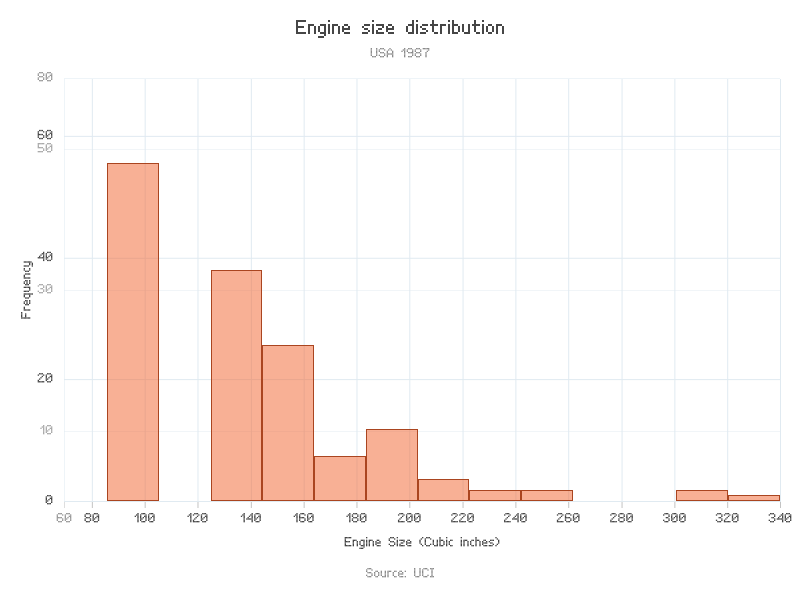 Engine size distribution
USA 1987
80
60
50
40
30
20
10
0
Frequency
60 80 100 120 140 160 180 200 220 240 260 280 300 320 340
Engine Size (Cubic inches)
Source: UCI